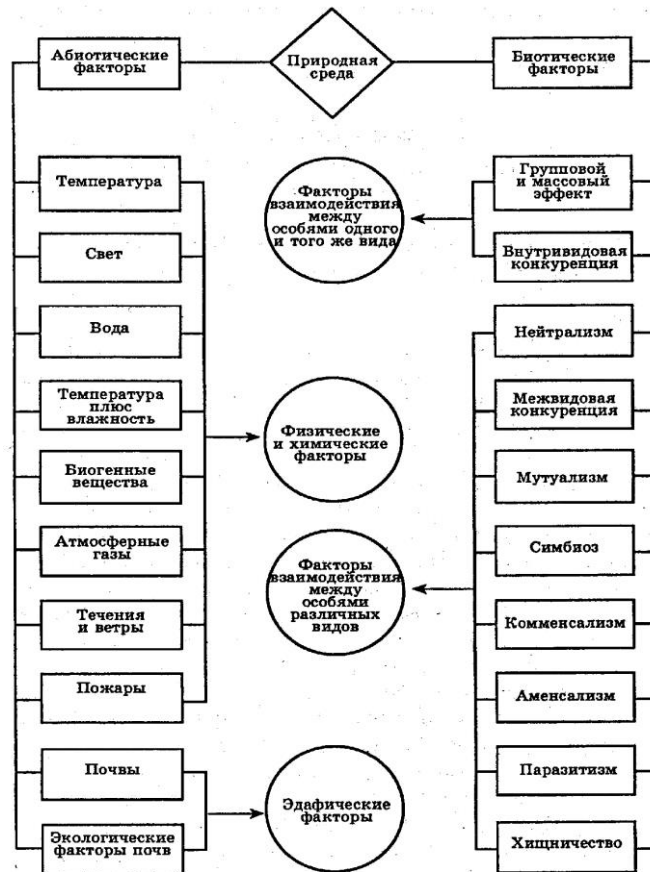 Абиотические
факторы
Природная
среда
Биотические
факторы
Температура
Свет
Вода
Температура
плюс
влажность
Биогенные
вещества
Атмосферные
газы
Течения
и ветры
Пожары
Почвы
Экологические
факторы почв
Факторы
взаимодействия
между
особями одного
и того же вида
Физические
и химические
факторы
Факторы
взаимодействия
между
особями
различных
видов
Эдафические
факторы
Групповой
и массовый
эффект
Внутривидовая
конкуренция
Нейтрализм
Межвидовая
конкуренция
Мутуализм
Симбиоз
Комменсализм
Аменсализм
Паразитизм
Хищничество